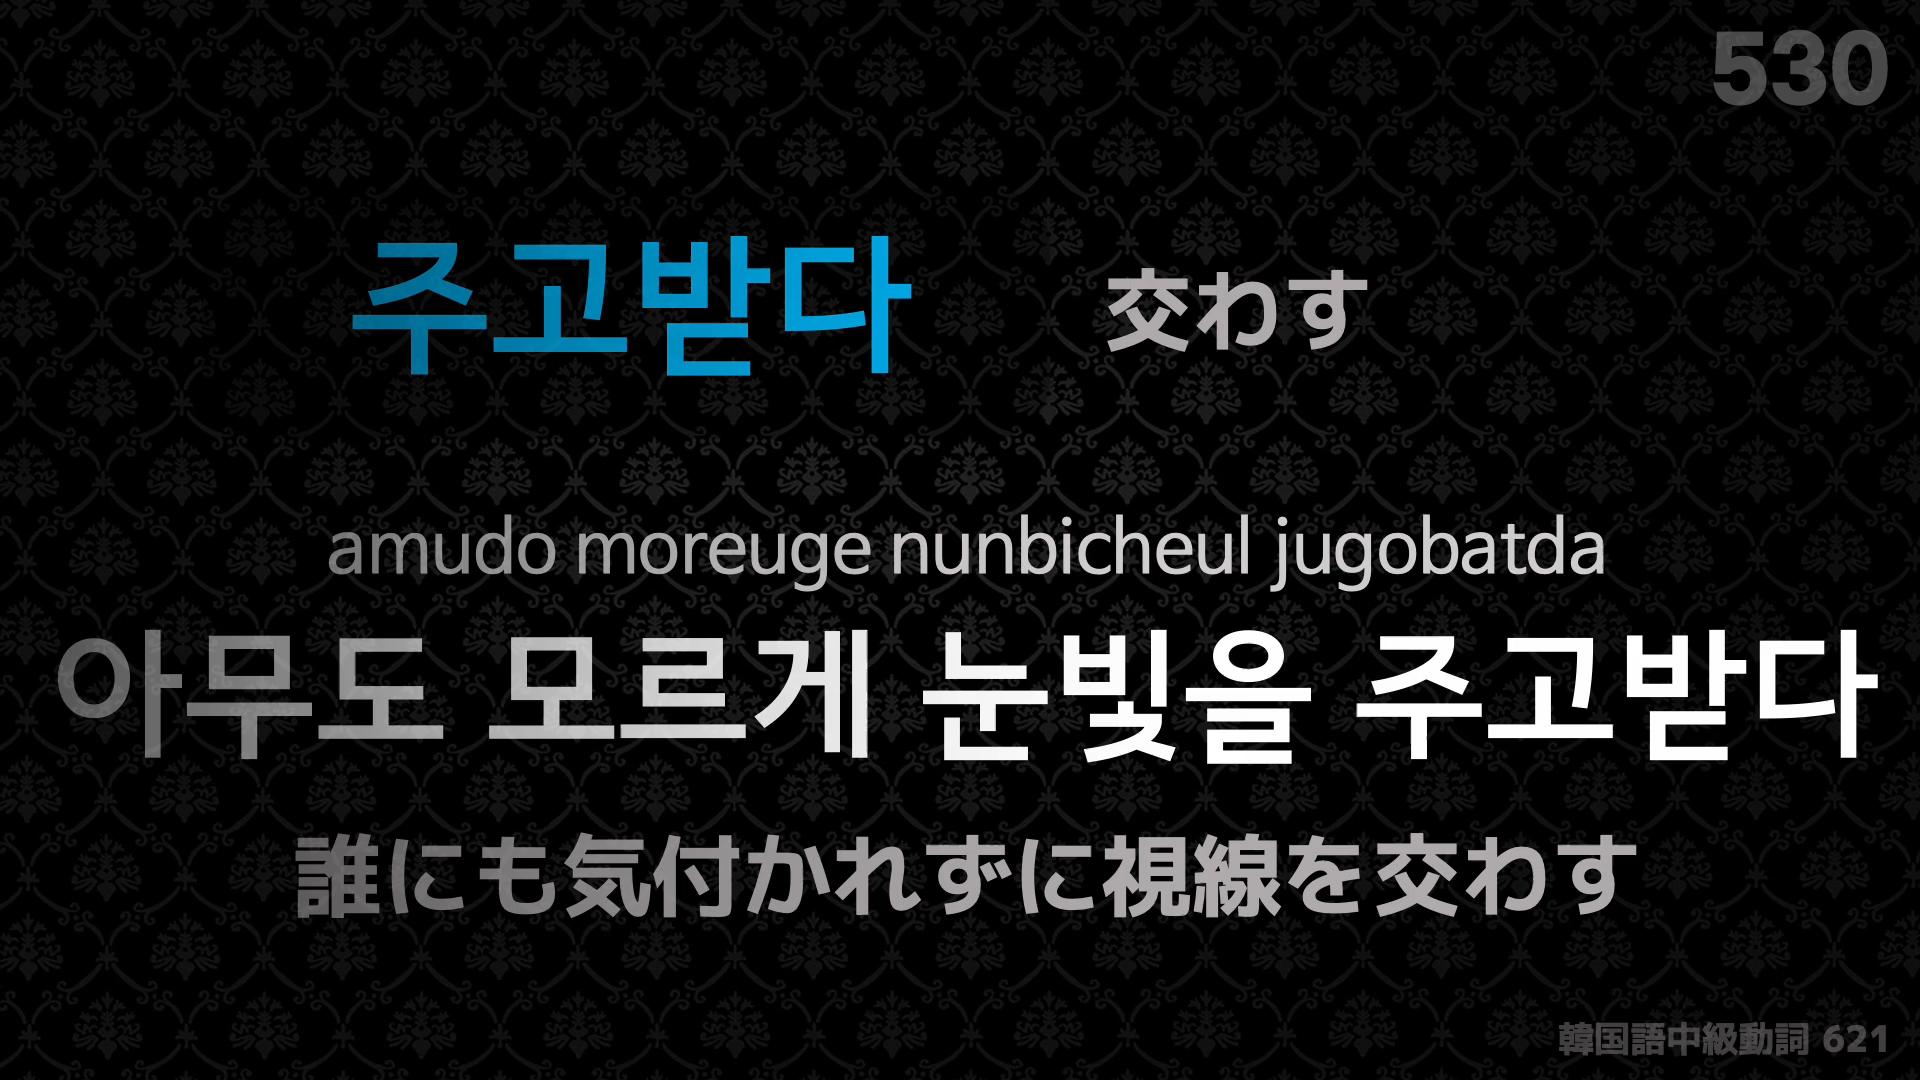 530
주고받다 交わす
amudo moreuge nunbicheul jugobatda
아무도 모르게 눈빛을 주고받다
誰にも気付かれずに視線を交わす
韓国語中級動詞 621